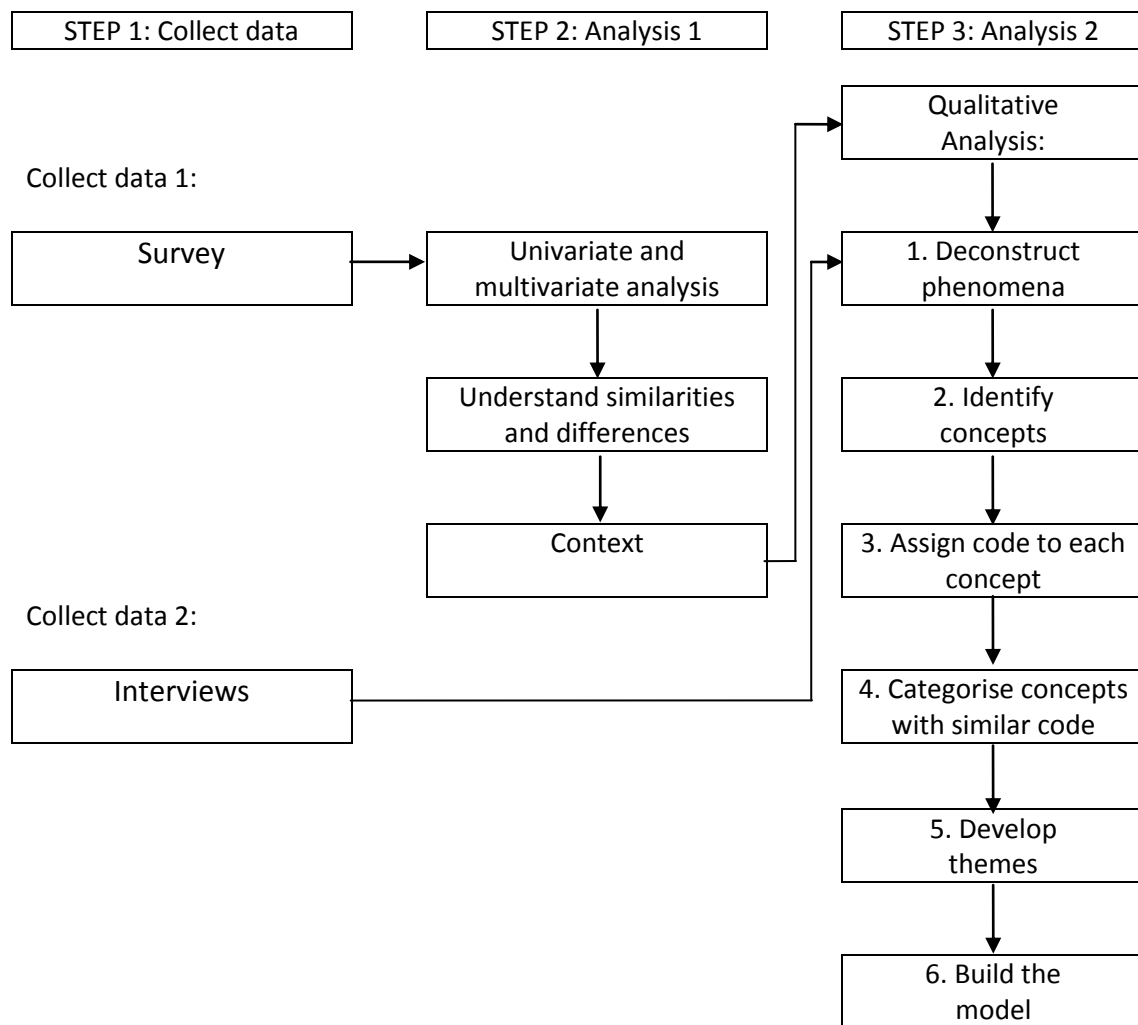 STEP 1: Collect data
STEP 2: Analysis 1
STEP 3: Analysis 2
Qualitative
Analysis:
Collect data 1:
Survey
Univariate and
multivariate analysis
1. Deconstruct
phenomena
Understand similarities
and differences
2. Identify
concepts
Context
3. Assign code to each
concept
Collect data 2:
Interviews
4. Categorise concepts
with similar code
5. Develop
themes
6. Build the
model